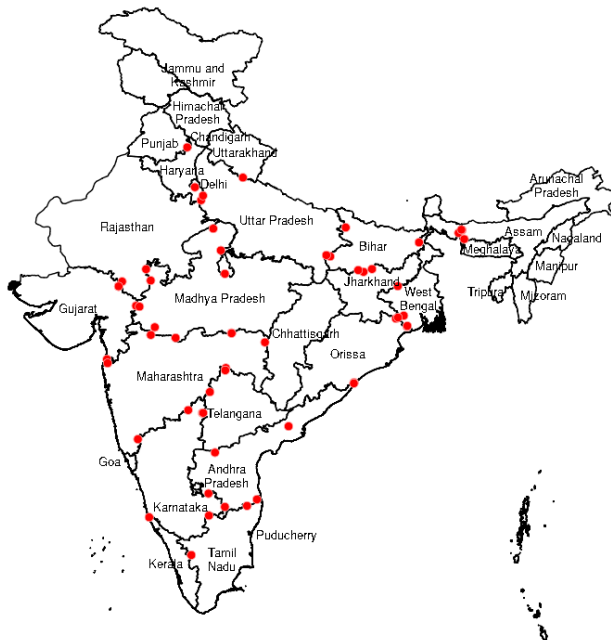 Jammu and
Kashmir
Himachal
Pradesh
Chandigarh
Punjab
Uttarakhand
Haryana
Delhi
Arunachal
Pradesh
Rajasthan
Uttar Pradesh
Assam
Nagaland
Bihar
Meghalaya
Manipur
Jharkhand
West
Bengal
Tripura
Mizoram
Gujarat
Madhya Pradesh
Chhattisgarh
Orissa
Maharashtra
Telangana
Goa
Andhra
Pradesh
Karnataka
Puducherry
Kerala
Tamil
Nadu